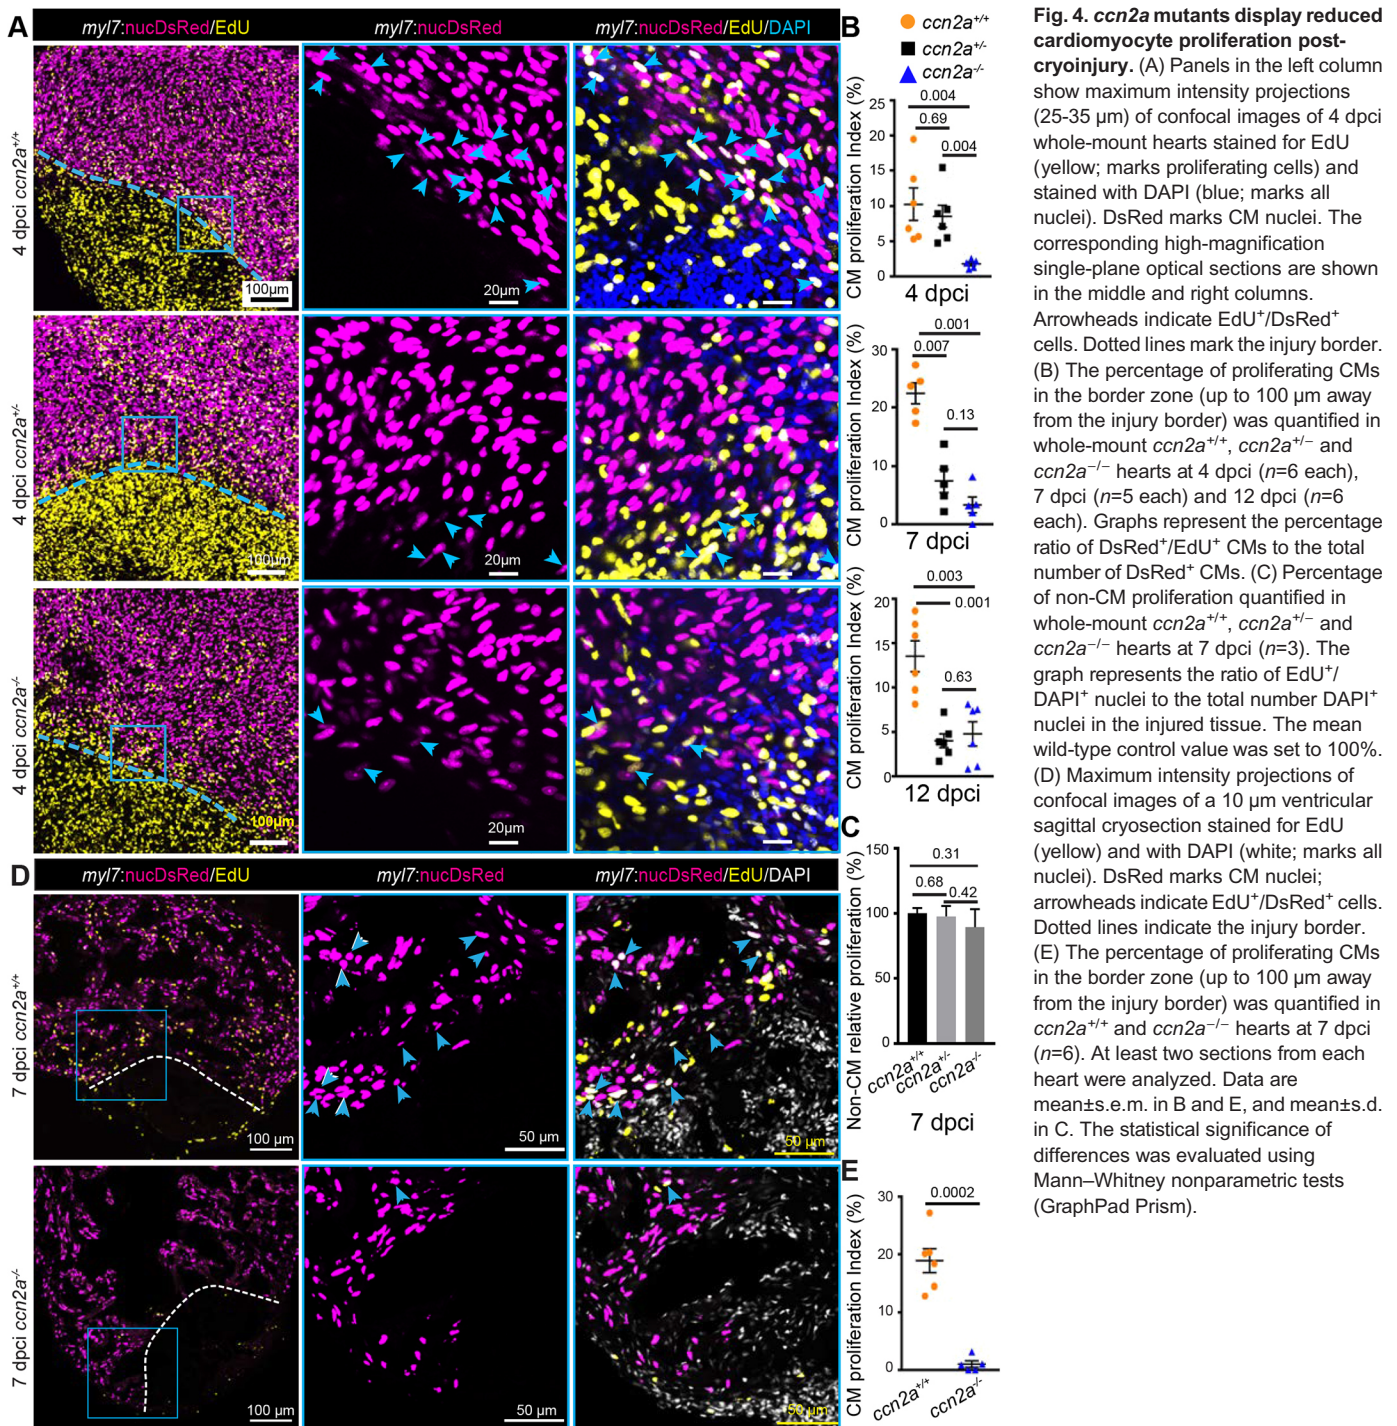 A
myl7:nucDsRed/EdU
myl7:nucDsRed
myl7:nucDsRed/EdU/DAPI
4 dpci ccn2a+/+
100µm
20µm
4 dpci ccn2a+/-
100µm
20µm
4 dpci ccn2a-/-
100µm
20µm
B
ccn2a+/+
ccn2a+/-
ccn2a-/-
CM proliferation Index (%)
25
20
15
10
5
0
0.004
0.69
0.004
4 dpci
CM proliferation Index (%)
30
20
10
0
0.001
0.007
0.13
7 dpci
CM proliferation Index (%)
20
15
10
5
0
0.003
0.001
0.63
12 dpci
C
Non-CM relative proliferation (%)
150
100
50
0
0.31
0.68
0.42
ccn2a+/+
ccn2a+/-
ccn2a-/-
7 dpci
D
myl7:nucDsRed/EdU
myl7:nucDsRed
myl7:nucDsRed/EdU/DAPI
7 dpci ccn2a+/+
100 µm
50 µm
50 µm
7 dpci ccn2a-/-
100 µm
50 µm
50 µm
E
CM proliferation Index (%)
30
20
10
0
0.0002
ccn2a+/+
ccn2a-/-
Fig. 4. ccn2a mutants display reduced
cardiomyocyte proliferation post-
cryoinjury. (A) Panels in the left column
show maximum intensity projections
(25-35 µm) of confocal images of 4 dpci
whole-mount hearts stained for EdU
(yellow; marks proliferating cells) and
stained with DAPI (blue; marks all
nuclei). DsRed marks CM nuclei. The
corresponding high-magnification
single-plane optical sections are shown
in the middle and right columns.
Arrowheads indicate EdU+/DsRed+
cells. Dotted lines mark the injury border.
(B) The percentage of proliferating CMs
in the border zone (up to 100 µm away
from the injury border) was quantified in
whole-mount ccn2a+/+, ccn2a+/− and
ccn2a−/− hearts at 4 dpci (n=6 each),
7 dpci (n=5 each) and 12 dpci (n=6
each). Graphs represent the percentage
ratio of DsRed+/EdU+ CMs to the total
number of DsRed+ CMs. (C) Percentage
of non-CM proliferation quantified in
whole-mount ccn2a+/+, ccn2a+/− and
ccn2a−/− hearts at 7 dpci (n=3). The
graph represents the ratio of EdU+/
DAPI+ nuclei to the total number DAPI+
nuclei in the injured tissue. The mean
wild-type control value was set to 100%.
(D) Maximum intensity projections of
confocal images of a 10 µm ventricular
sagittal cryosection stained for EdU
(yellow) and with DAPI (white; marks all
nuclei). DsRed marks CM nuclei;
arrowheads indicate EdU+/DsRed+ cells.
Dotted lines indicate the injury border.
(E) The percentage of proliferating CMs
in the border zone (up to 100 µm away
from the injury border) was quantified in
ccn2a+/+ and ccn2a−/− hearts at 7 dpci
(n=6). At least two sections from each
heart were analyzed. Data are
mean±s.e.m. in B and E, and mean±s.d.
in C. The statistical significance of
differences was evaluated using
Mann–Whitney nonparametric tests
(GraphPad Prism).